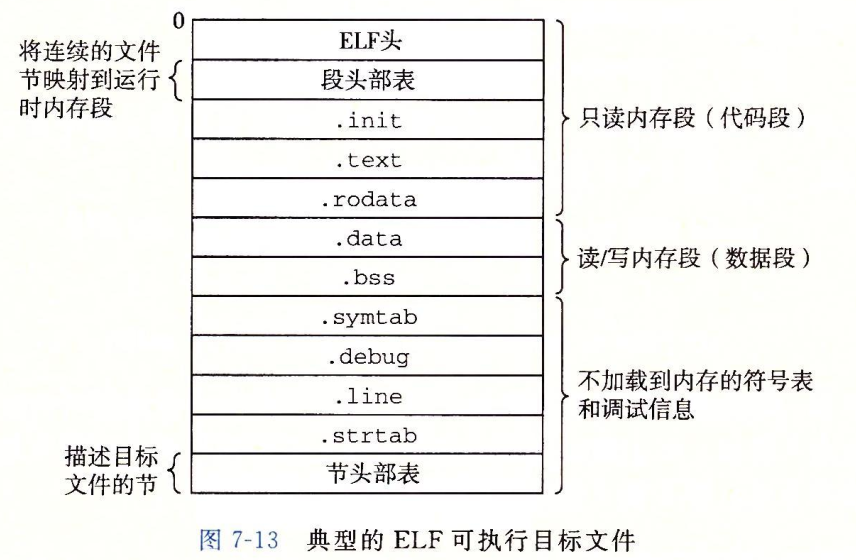 0
将连续的文件
节映射到运行
时内存段
ELF头
段头部表
.init
.text
.rodata
.data
.bss
.symtab
.debug
.line
.strtab
节头部表
只读内存段（代码段）
读/写内存段（数据段）
不加载到内存的符号表
和调试信息
描述目标
文件的节
图 7-13 典型的 ELF 可执行目标文件